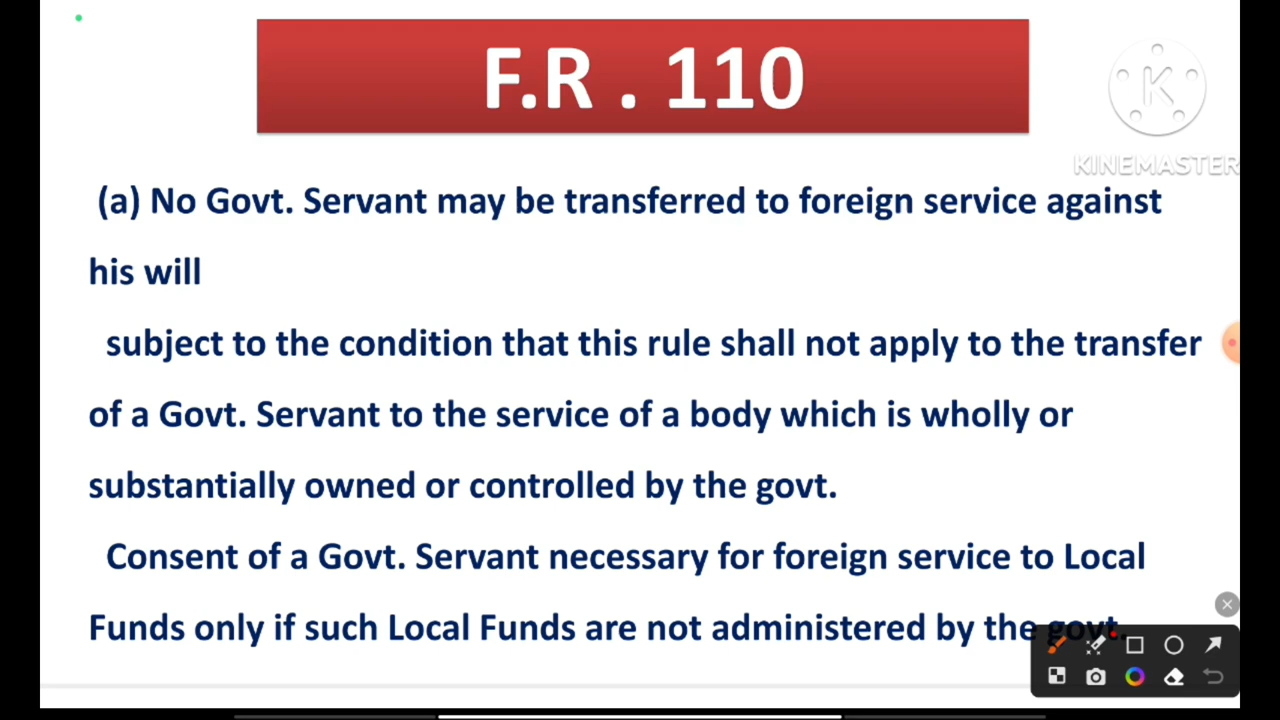 F.R . 110
KINEMASTER
(a) No Govt. Servant may be transferred to foreign service against
his will
subject to the condition that this rule shall not apply to the transfer
of a Govt. Servant to the service of a body which is wholly or
substantially owned or controlled by the govt.
Consent of a Govt. Servant necessary for foreign service to Local
Funds only if such Local Funds are not administered by the govt.